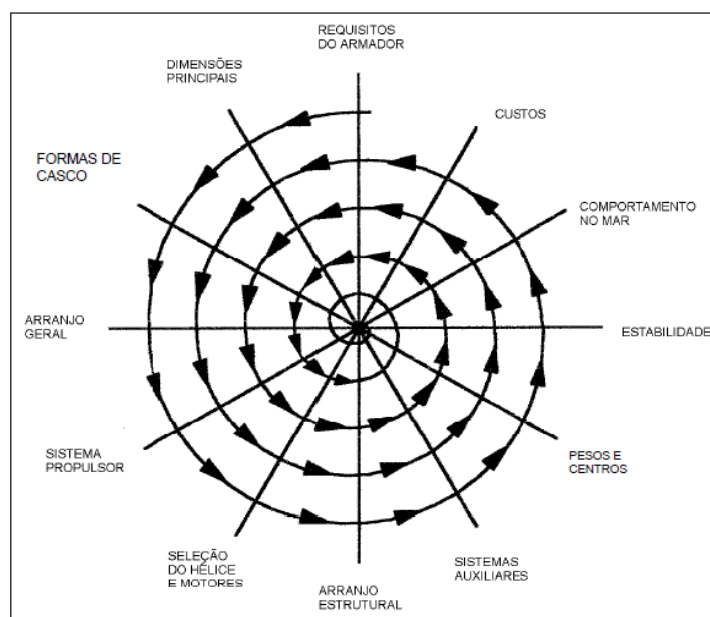 REQUISITOS
DO ARMADOR
DIMENSÕES
PRINCIPAIS
CUSTOS
FORMAS DE
CASCO
COMPORTAMENTO
NO MAR
ARRANJO
GERAL
ESTABILIDADE
SISTEMA
PROPULSOR
PESOS E
CENTROS
SELEÇÃO
DO HÉLICE
E MOTORES
SISTEMAS
AUXILIARES
ARRANJO
ESTRUTURAL